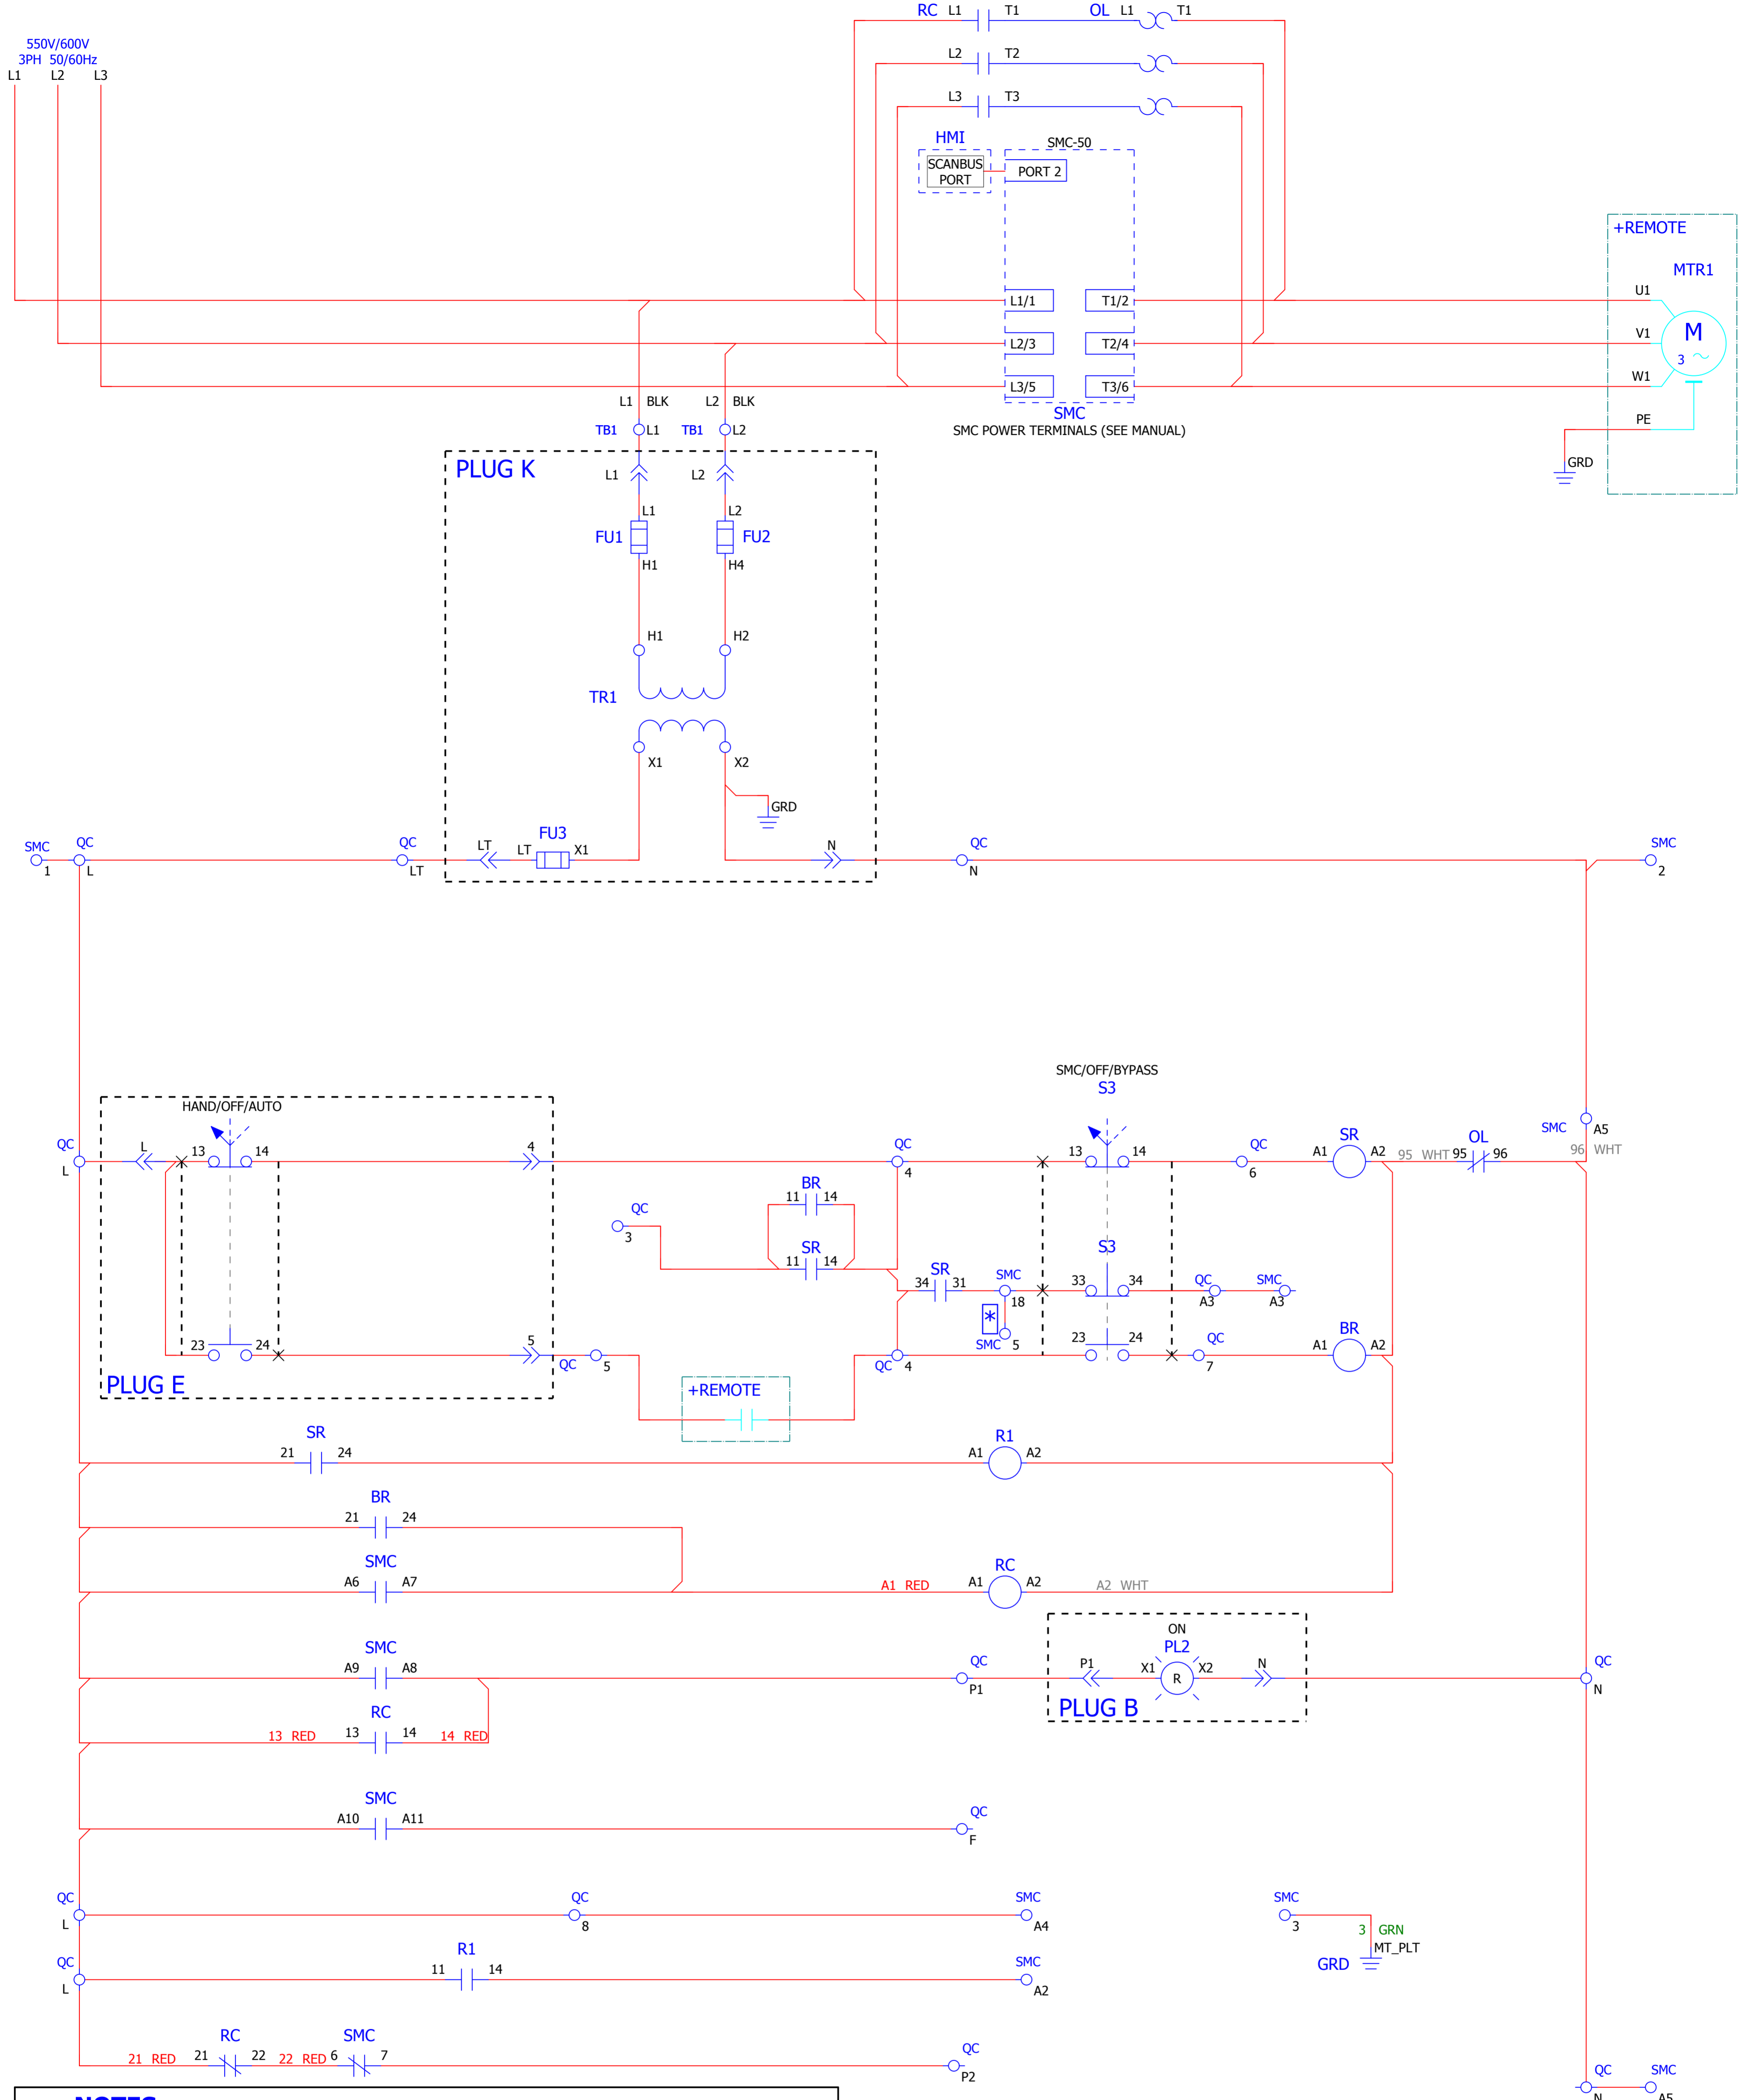 RC L1 T1 OL L1 T1
550V/600V
3PH 50/60Hz
L1 L2 L3
L2 T2
L3 T3
HMI
SMC-50
SCANBUS
PORT
PORT 2
+REMOTE
MTR1
L1/1 T1/2 U1
L2/3 T2/4 V1
M
3
L3/5 T3/6 W1
L1 BLK L2 BLK
SMC
SMC POWER TERMINALS (SEE MANUAL)
PE
GRD
TB1 L1 TB1 L2
PLUG K
L1 L2
L1 L2
FU1 FU2
H1 H4
H1 H2
TR1
X1 X2
GRD
SMC QC QC FU3 QC SMC
LT LT X1 N
1 L LT N 2
SMC/OFF/BYPASS
S3
HAND/OFF/AUTO
SMC A5
QC L 13 14 4 QC 13 14 QC SR OL
A1 A2 95 WHT 95 96 96 WHT
L 4 6
BR
11 14
QC
3
SR S3
11 14
SR SMC QC SMC
34 31 33 34
18 A3 A3
*
23 24 5 SMC 5 23 24 QC BR
A1 A2
QC 5 QC 4 7
PLUG E
+REMOTE
SR R1
21 24 A1 A2
BR
21 24
SMC RC
A6 A7 A1 RED A1 A2 A2 WHT
ON
SMC PL2
A9 A8 QC P1 X1 R X2 N QC
P1 N
PLUG B
RC
13 RED 13 14 14 RED
SMC
A10 A11 QC
F
QC QC SMC SMC
L 8 A4 3
3 GRN
MT_PLT
GRD
QC R1 SMC
11 14
L A2
RC SMC
21 RED 21 22 22 RED 6 7 QC
P2
QC SMC
N A5
NOTES